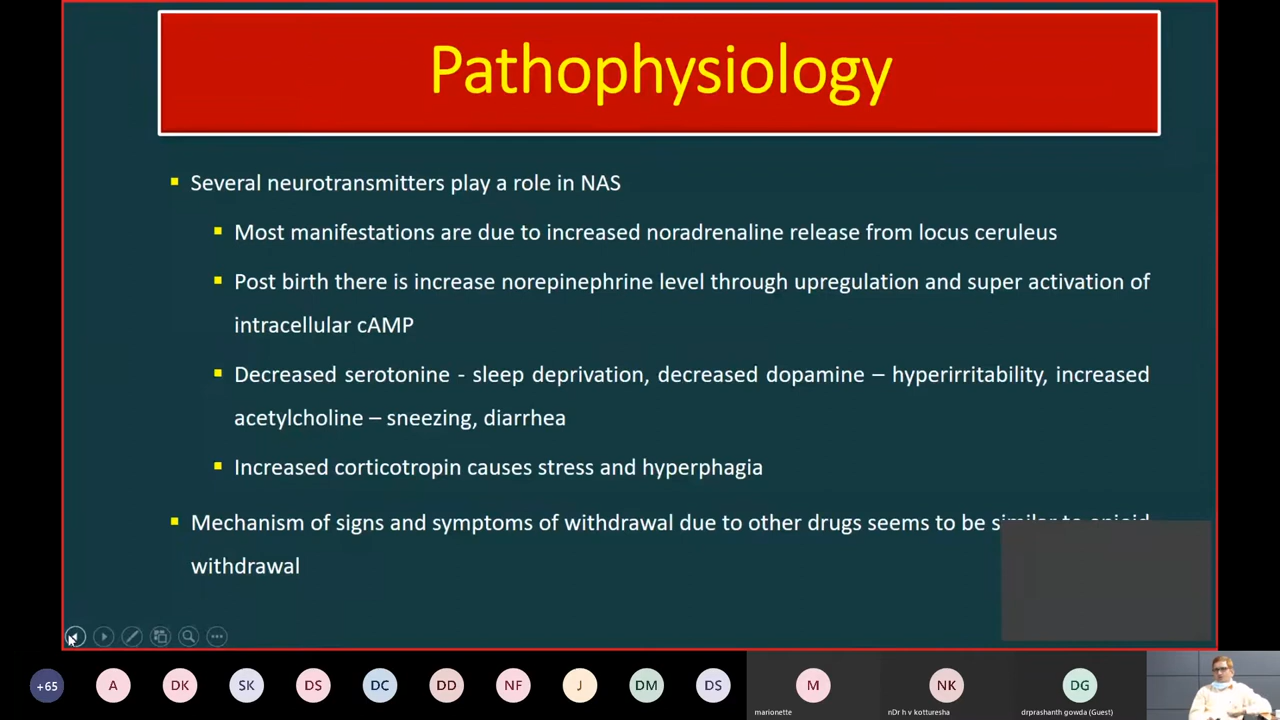 Pathophysiology
Several neurotransmitters play a role in NAS
Most manifestations are due to increased noradrenaline release from locus ceruleus
Post birth there is increase norepinephrine level through upregulation and super activation of
intracellular cAMP
Decreased serotonine - sleep deprivation, decreased dopamine – hyperirritability, increased
acetylcholine – sneezing, diarrhea
Increased corticotropin causes stress and hyperphagia
Mechanism of signs and symptoms of withdrawal due to other drugs seems to be similar to opioid
withdrawal
+65 A DK SK DS DC DD NF J DM DS M NK DG
marionette nDr h v kotturesha drprashanth gowda (Guest)